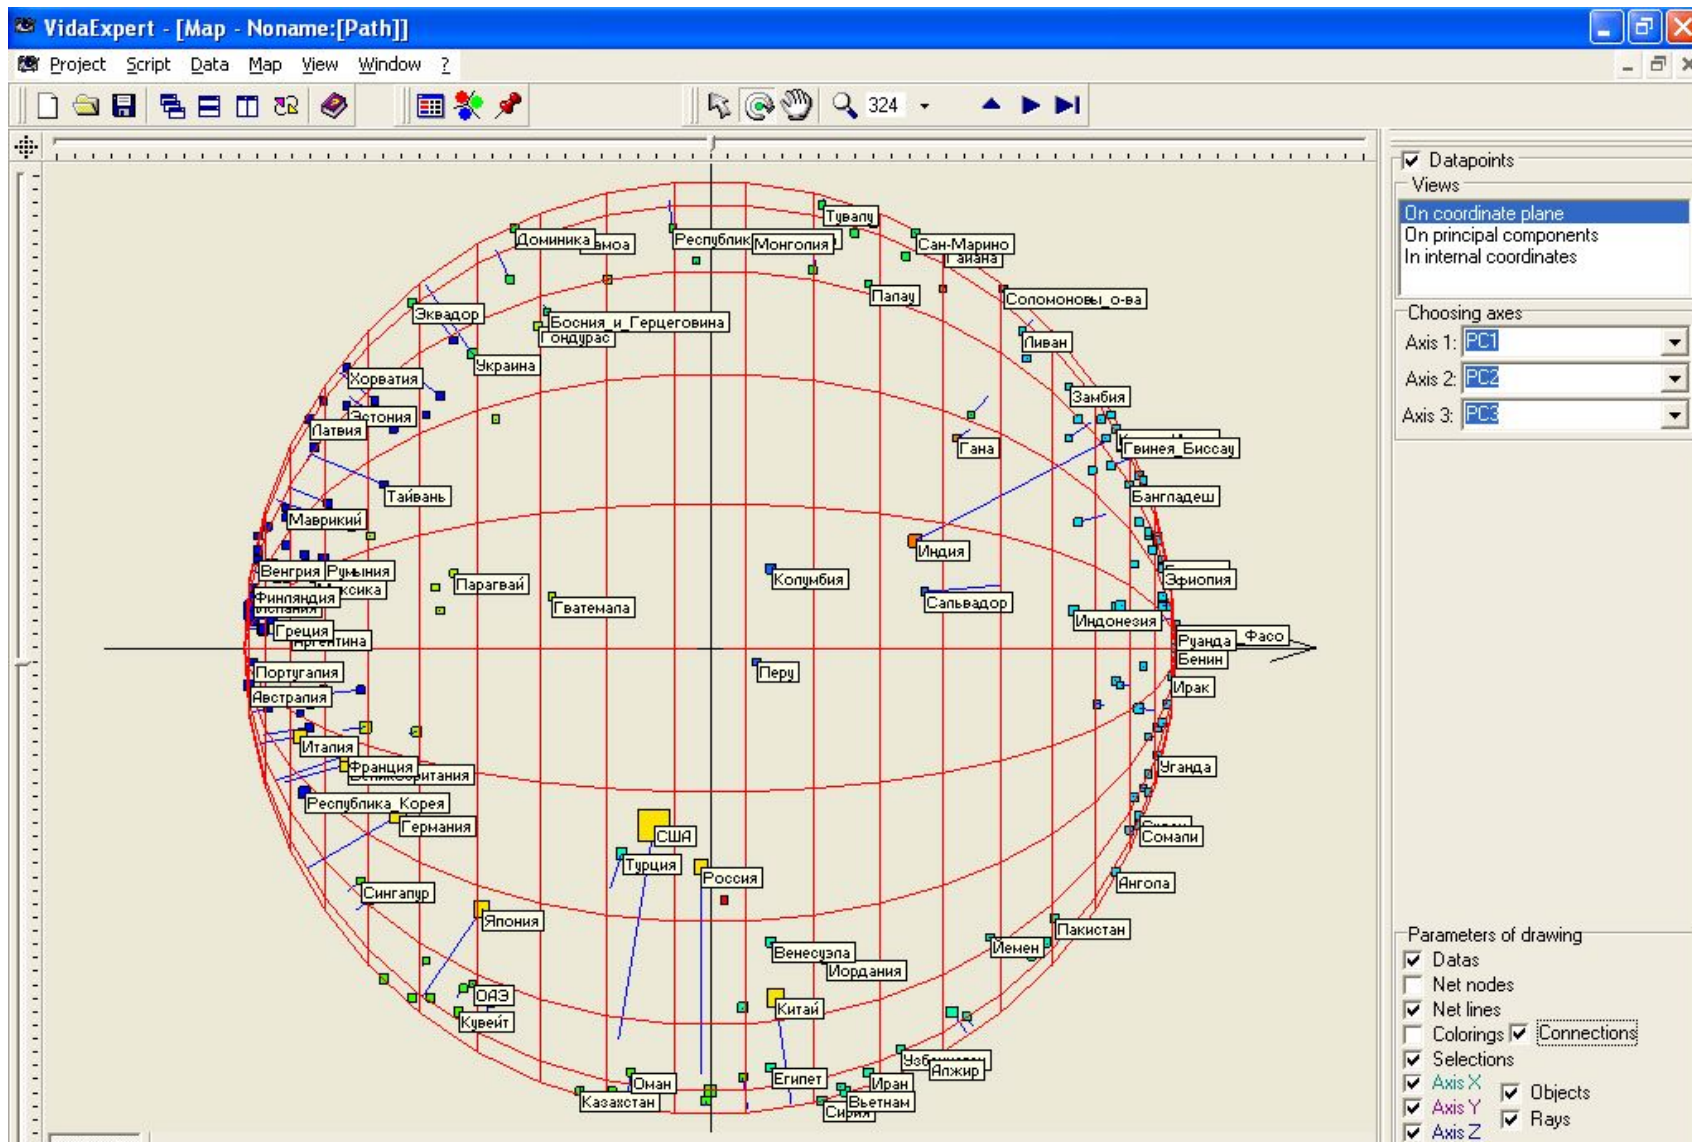 VidaExpert - [Map - Noname:[Path]]
Project Script Data Map View Window ?
324
Datapoints
Views
On coordinate plane
On principal components
In internal coordinates
Choosing axes
Axis 1: PC1
Axis 2: PC2
Axis 3: PC3
Тувалу
Доминика
Республик
Монголия
Сан-Марино
Палау
Соломоновы_о-ва
Эквадор
Босния_и_Герцеговина
Гондурас
Ливан
Украина
Хорватия
Замбия
Эстония
Латвия
Гана
Гвинея_Биссау
Тайвань
Бангладеш
Маврикий
Индия
Венгрия
Румыния
Парагвай
Колумбия
Эфиопия
Финляндия
Гватемала
Сальвадор
Индонезия
Греция
Руанда
_Фасо
Бенин
Португалия
Перу
Австралия
Ирак
Италия
Франция
Уганда
Республика_Корея
Германия
США
Сомали
Турция
Россия
Сингапур
Ангола
Япония
Пакистан
Венесуэла
Йемен
Иордания
ОАЭ
Китай
Кувейт
Алжир
Оман
Египет
Иран
Казахстан
Вьетнам
Parameters of drawing
Datas
Net nodes
Net lines
Colorings Connections
Selections
Axis X
Objects
Axis Y
Rays
Axis Z